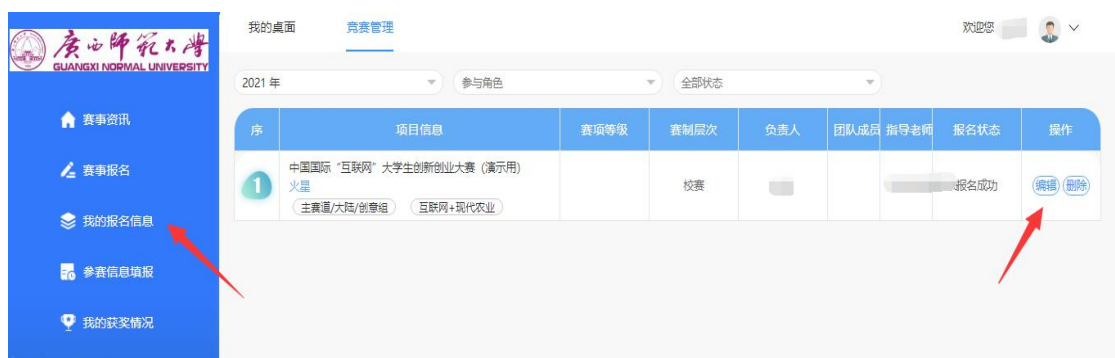 广西师范大学
GUANGXI NORMAL UNIVERSITY
赛事资讯
赛事报名
我的报名信息
参赛信息填报
我的获奖情况
我的桌面 竞赛管理 欢迎您
2021 年 参与角色 全部状态
序 项目信息 赛项等级 赛制层次 负责人 团队成员 指导老师 报名状态 操作
中国国际“互联网”大学生创新创业大赛（演示用）
1 火星 校赛 报名成功 编辑 删除
主赛道/大陆/创意组 互联网+现代农业